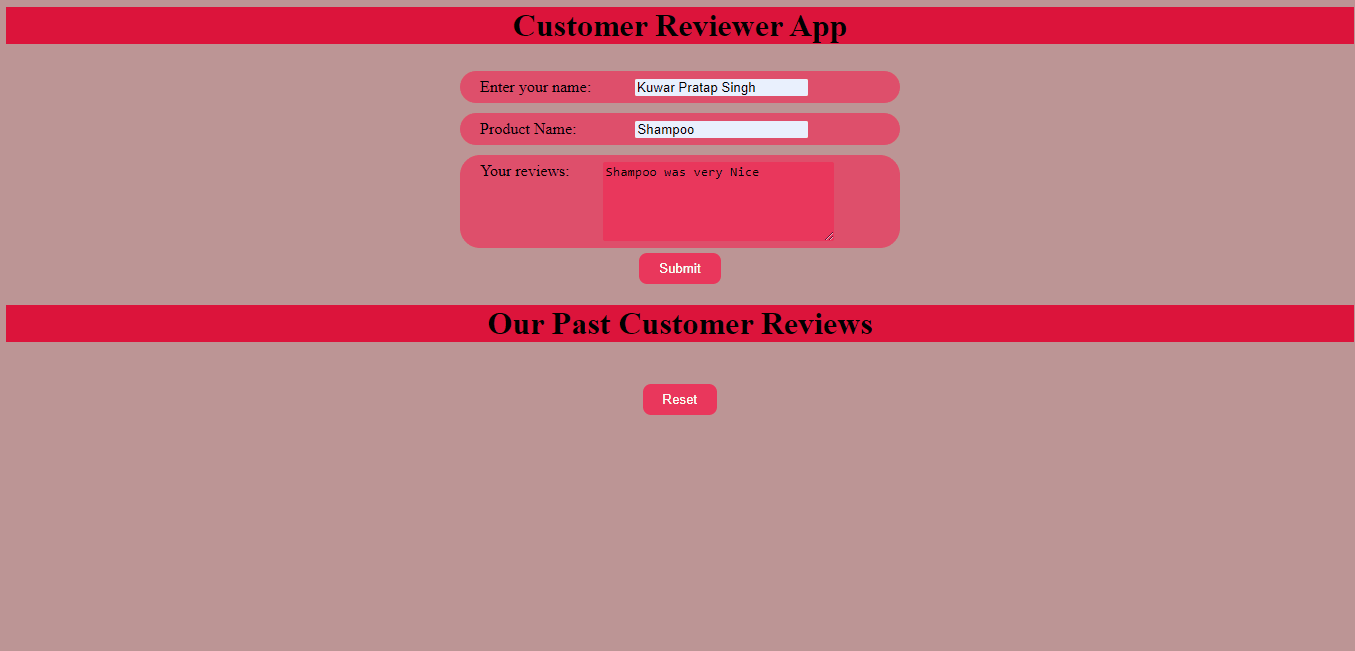 Customer Reviewer App
Enter your name: Kuwar Pratap Singh
Product Name: Shampoo
Your reviews: Shampoo was very Nice
Submit
Our Past Customer Reviews
Reset